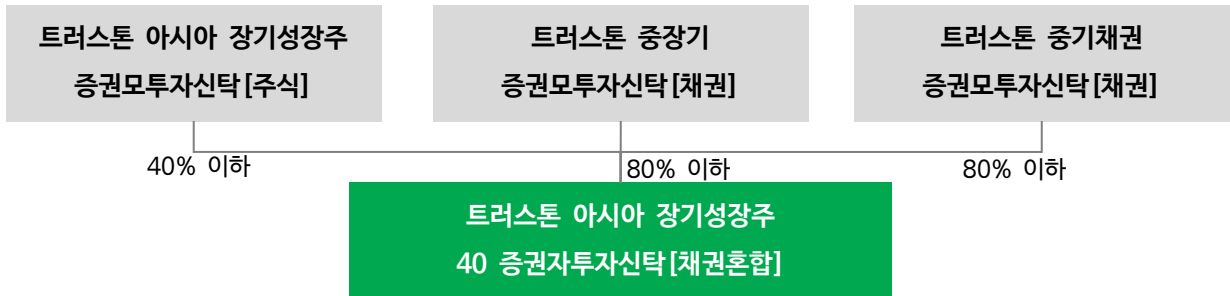 트러스톤 아시아 장기성장주
증권모투자신탁[주식]
트러스톤 중장기
증권모투자신탁[채권]
트러스톤 중기채권
증권모투자신탁[채권]
40% 이하
80% 이하
80% 이하
트러스톤 아시아 장기성장주
40 증권자투자신탁[채권혼합]